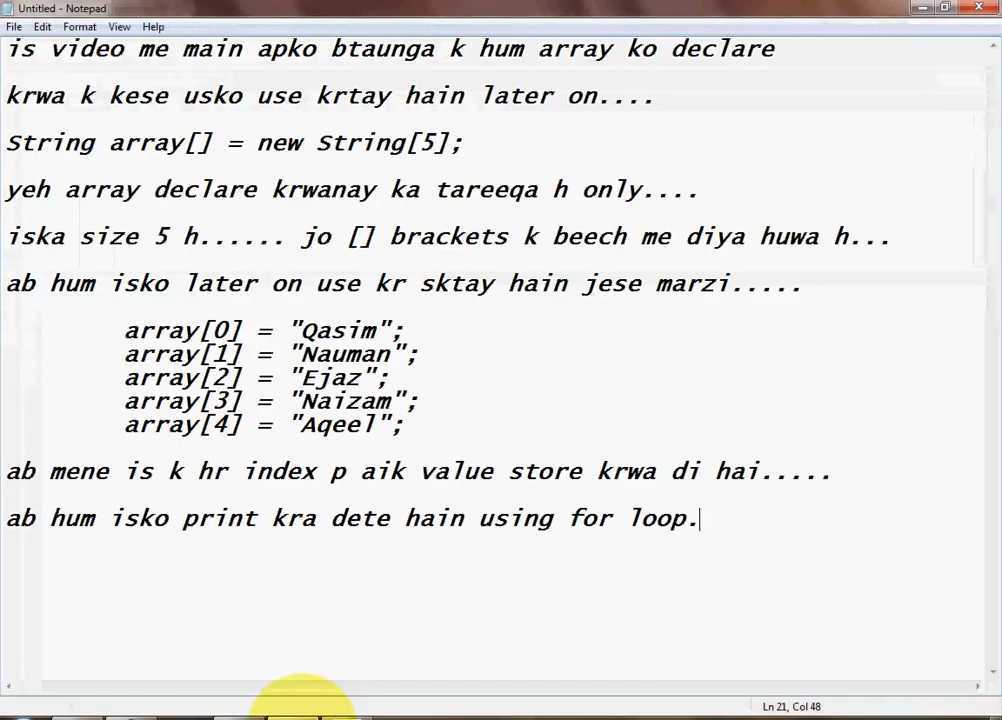 Untitled - Notepad
File Edit Format View Help
is video me main apko btaunga k hum array ko declare
krwa k kese usko use krtay hain later on....
String array[] = new String[5];
yeh array declare krwanay ka tareeqa h only....
iska size 5 h...... jo [] brackets k beech me diya huwa h...
ab hum isko later on use kr sktay hain jese marzi.....
array[0] = "Qasim";
array[1] = "Nauman";
array[2] = "Ejaz";
array[3] = "Naizam";
array[4] = "Aqeel";
ab mene is k hr index p aik value store krwa di hai.....
ab hum isko print kra dete hain using for loop.
Ln 21, Col 48